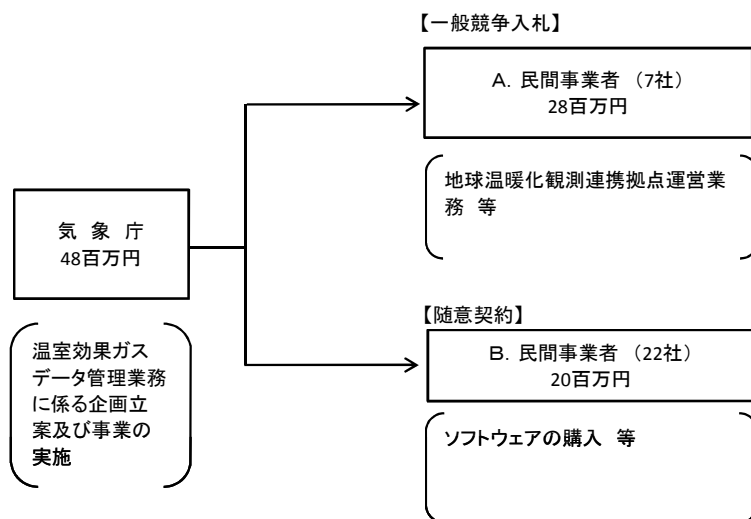 【一般競争入札】
A. 民間事業者 （7社）
28百万円
地球温暖化観測連携拠点運営業
務 等
気 象 庁
48百万円
温室効果ガス
データ管理業務
に係る企画立
案及び事業の
実施
【随意契約】
B. 民間事業者 （22社）
20百万円
ソフトウェアの購入 等